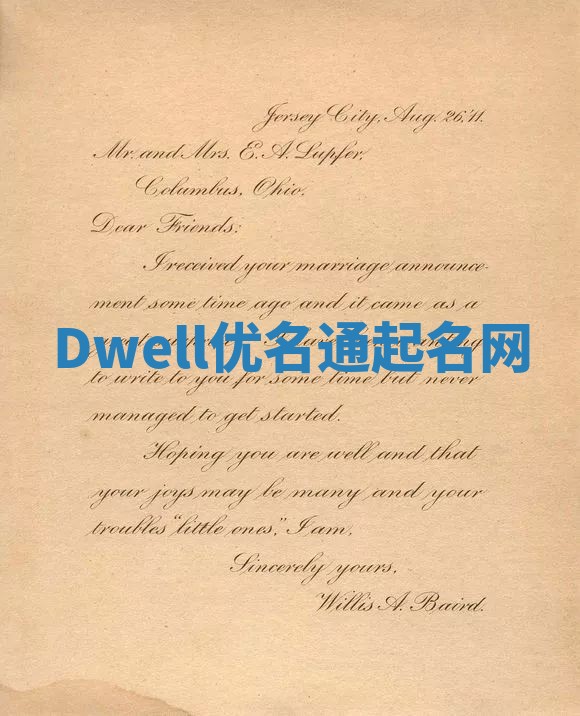 Jersey City, Aug. 26, '11.
Mr. and Mrs. E. A. Lupfer,
Columbus, Ohio.
Dear Friends:
I received your marriage announce-
ment some time ago and it came as a
Dwell优名通起名网
to write to you for some time but never
managed to get started.
Hoping you are well and that
your joys may be many and your
troubles "little ones," I am,
Sincerely yours,
Willis A. Baird.